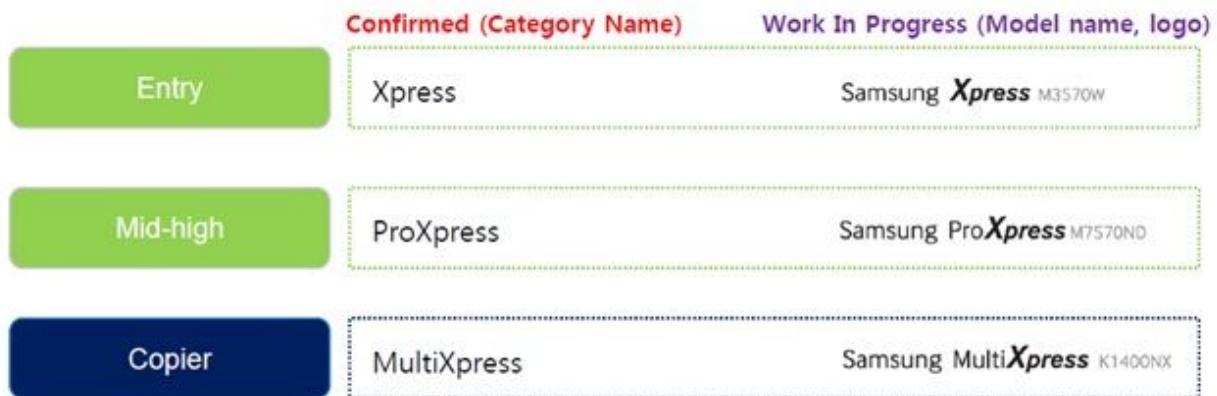 Confirmed (Category Name) Work In Progress (Model name, logo)
Entry Xpress Samsung Xpress M3570W
Mid-high ProXpress Samsung ProXpress M7570ND
Copier MultiXpress Samsung MultiXpress K1400NX